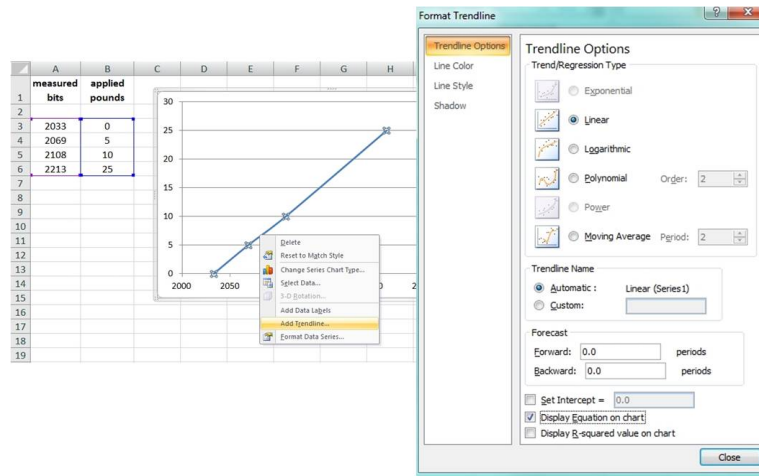 Format Trendline
?
X
A B C D E F G H
measured applied
1 bits pounds
2
3 2033 0
4 2069 5
5 2108 10
6 2213 25
7
8
9
10
11
12
13
14
15
16
17
18
19
30
25
20
15
10
5
0
2000 2050
Delete
Reset to Match Style
Change Series Chart Type...
Select Data...
3-D Rotation...
Add Data Labels
Add Trendline...
Format Data Series...
Trendline Options
Line Color
Line Style
Shadow
Trendline Options
Trend/Regression Type
Exponential
Linear
Logarithmic
Polynomial Order: 2
Power
Moving Average Period: 2
Trendline Name
Automatic : Linear (Series1)
Custom:
Forecast
Forward: 0.0 periods
Backward: 0.0 periods
Set Intercept = 0.0
Display Equation on chart
Display R-squared value on chart
Close